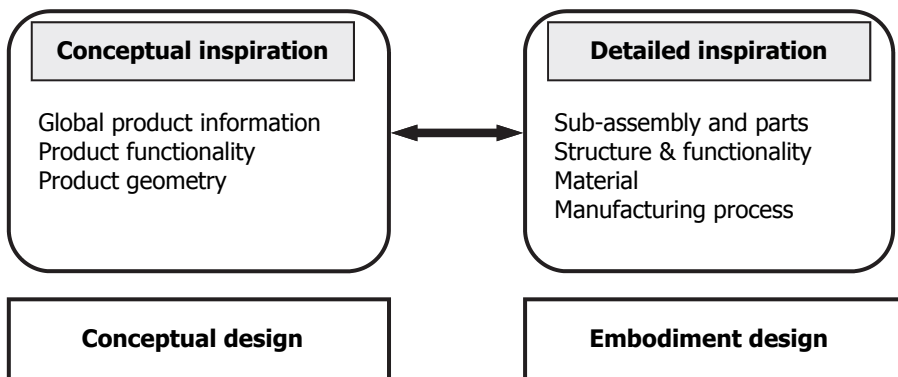 Conceptual inspiration
Global product information
Product functionality
Product geometry
Detailed inspiration
Sub-assembly and parts
Structure & functionality
Material
Manufacturing process
Conceptual design
Embodiment design